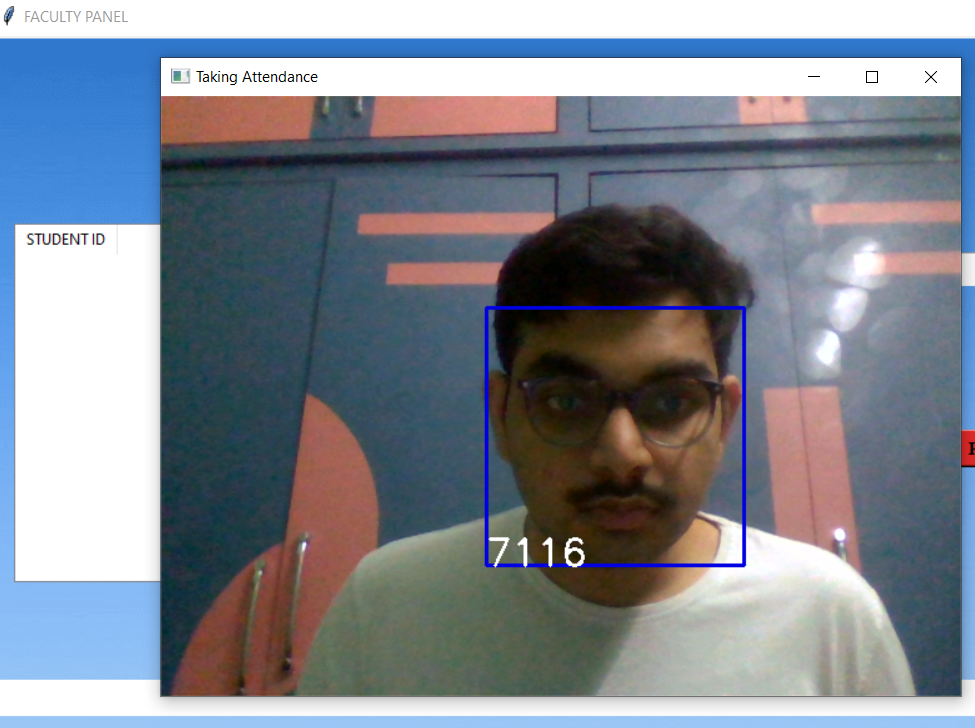 FACULTY PANEL
Taking Attendance
STUDENT ID
7116